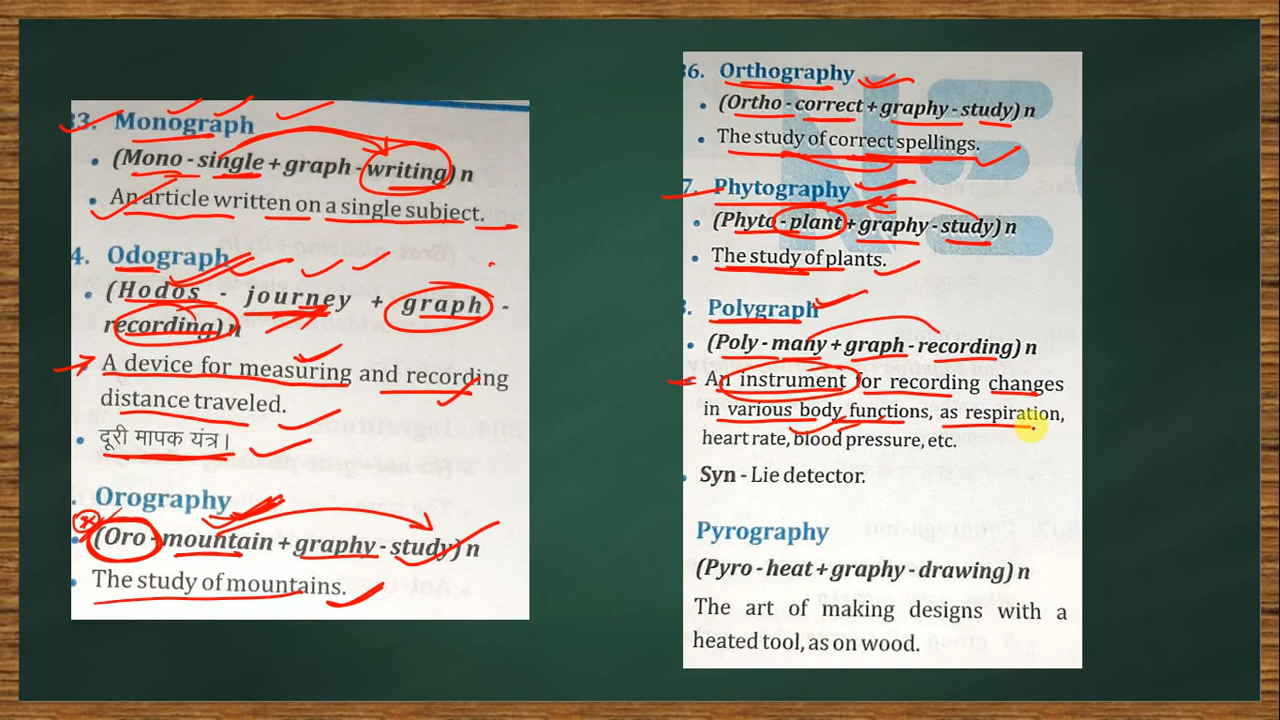 33. Monograph
• (Mono - single + graph - writing) n
• An article written on a single subject.
4. Odograph
• (Hodos - journey + graph -
recording) n
A device for measuring and recording
distance traveled.
• दूरी मापक यंत्र।
. Orography
• (Oro - mountain + graphy - study) n
• The study of mountains.
36. Orthography
• (Ortho - correct + graphy - study) n
• The study of correct spellings.
7. Phytography
• (Phyto - plant + graphy - study) n
• The study of plants.
. Polygraph
• (Poly - many + graph - recording) n
An instrument for recording changes
in various body functions, as respiration,
heart rate, blood pressure, etc.
Syn - Lie detector.
Pyrography
(Pyro - heat + graphy - drawing) n
The art of making designs with a
heated tool, as on wood.